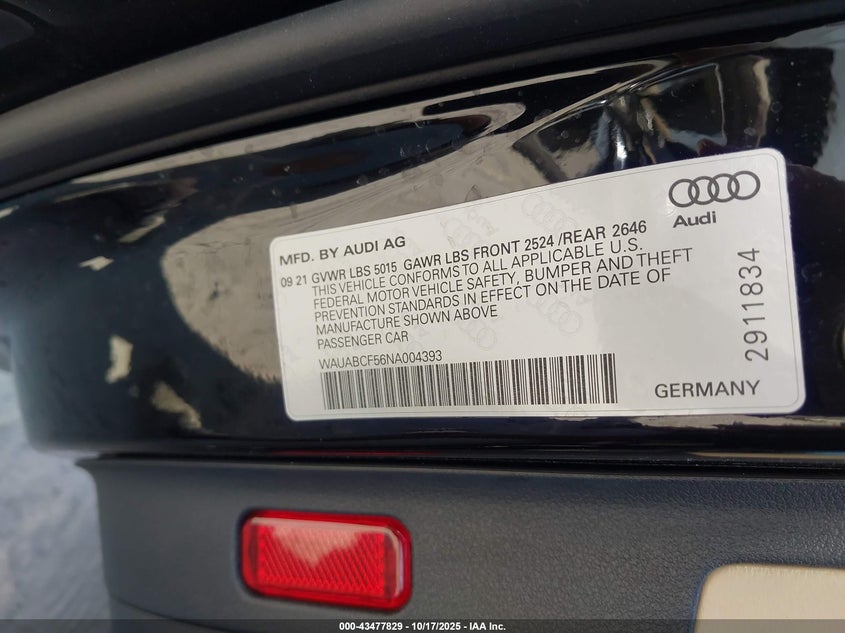 Audi
MFD. BY AUDI AG
09 21 GVWR LBS 5015 GAWR LBS FRONT 2524 /REAR 2646
THIS VEHICLE CONFORMS TO ALL APPLICABLE U.S.
FEDERAL MOTOR VEHICLE SAFETY, BUMPER AND THEFT
PREVENTION STANDARDS IN EFFECT ON THE DATE OF
MANUFACTURE SHOWN ABOVE
PASSENGER CAR
WAUABCF56NA004393
GERMANY
2911834
000-43477829 - 10/17/2025 - IAA Inc.